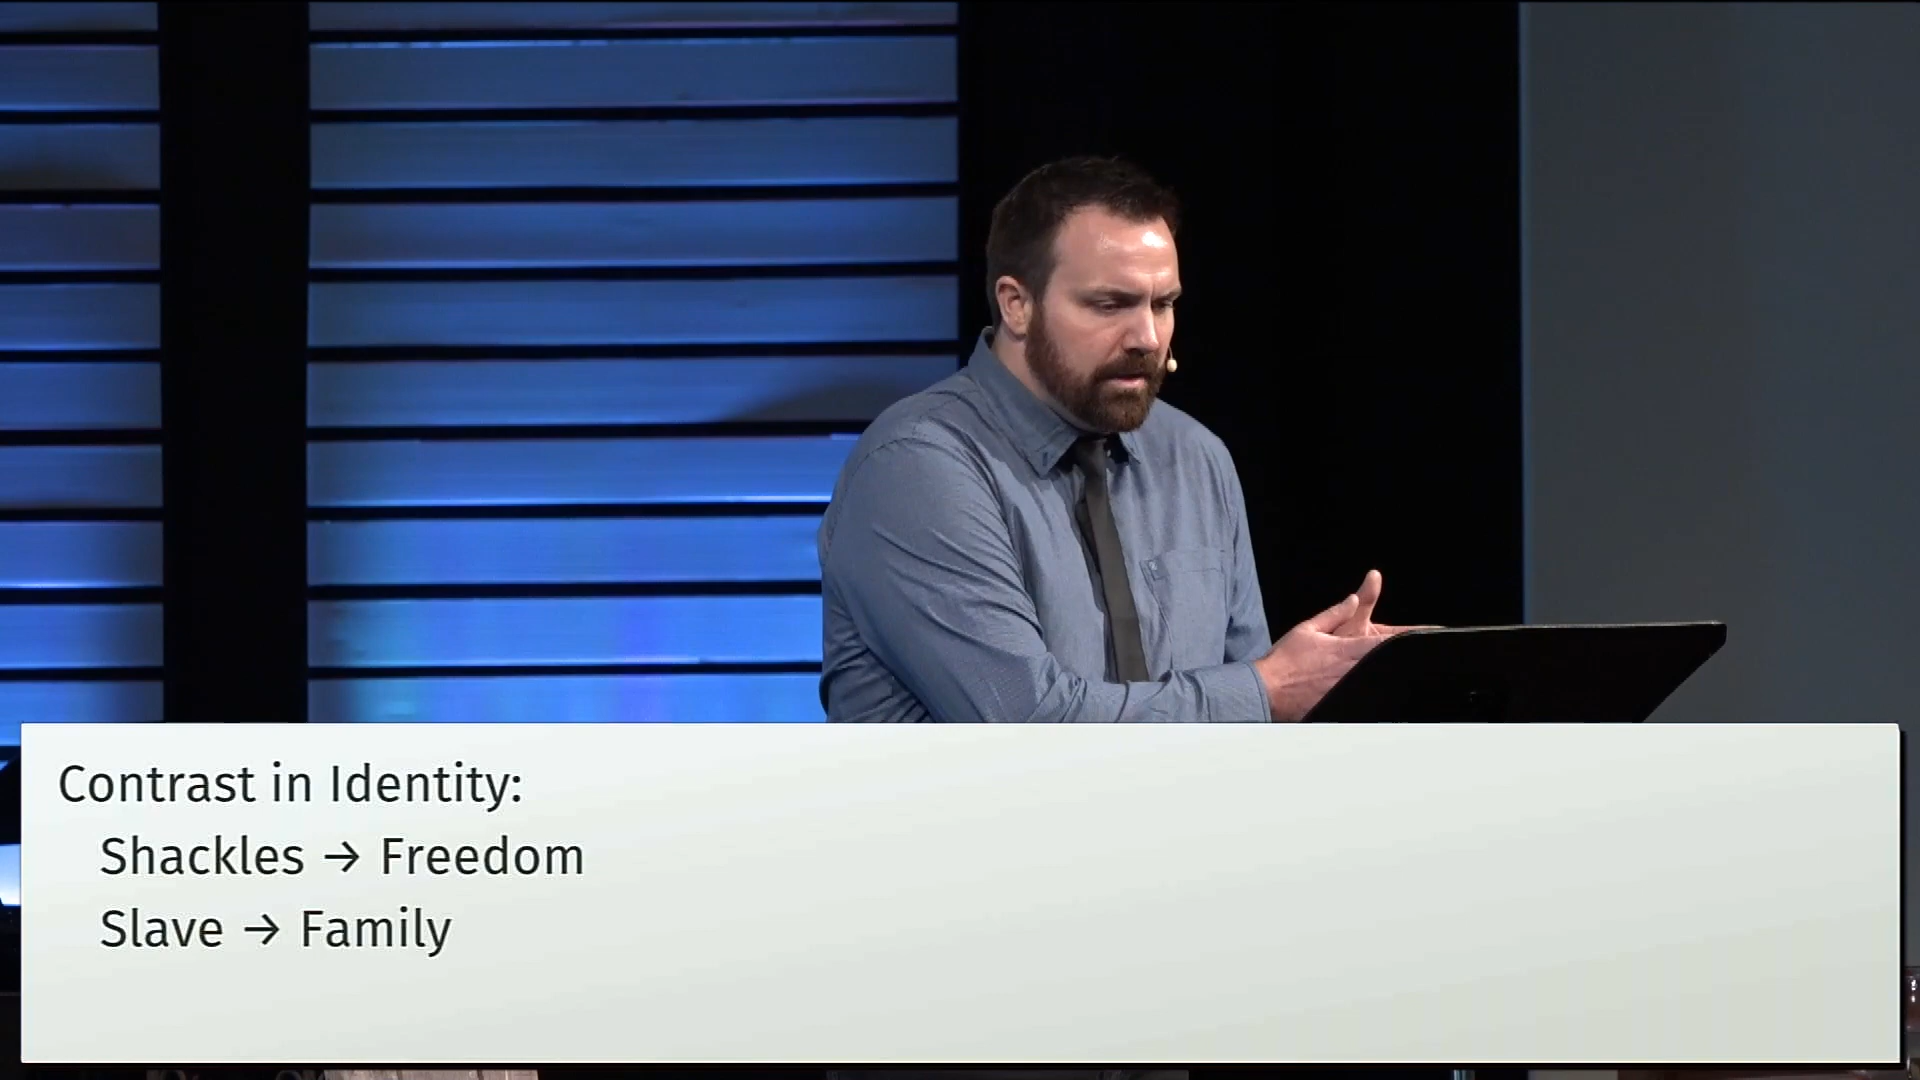 Contrast in Identity:
Shackles → Freedom
Slave → Family